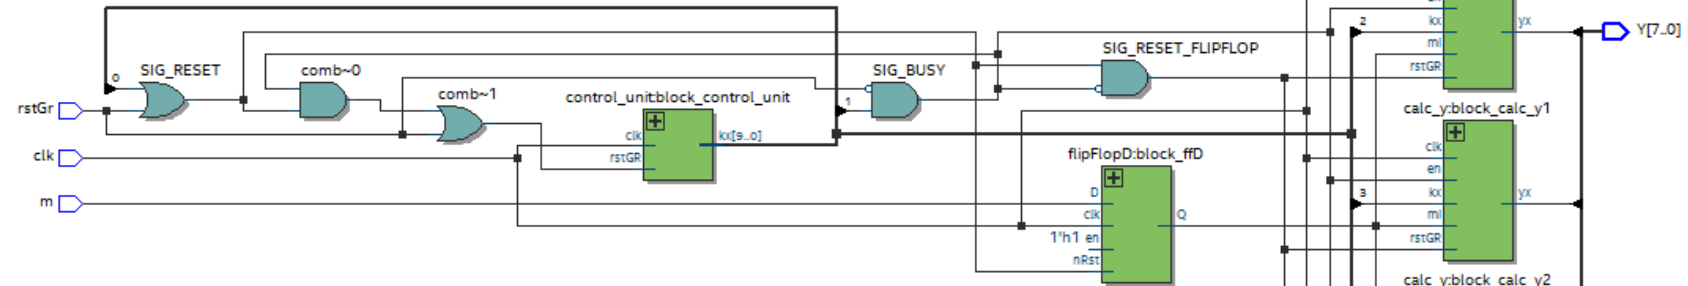 2
kx
yx
Y[7..0]
ml
rstGR
SIG_RESET_FLIPFLOP
0
SIG_RESET
comb~0
SIG_BUSY
comb~1
control_unit:block_control_unit
1
rstGr
calc_y:block_calc_y1
clk
kx[9..0]
clk
rstGR
clk
flipFlopD:block_ffD
en
D
3
kx
yx
m
clk
Q
ml
1'h1 en
rstGR
nRst
calc_y:block_calc_y2